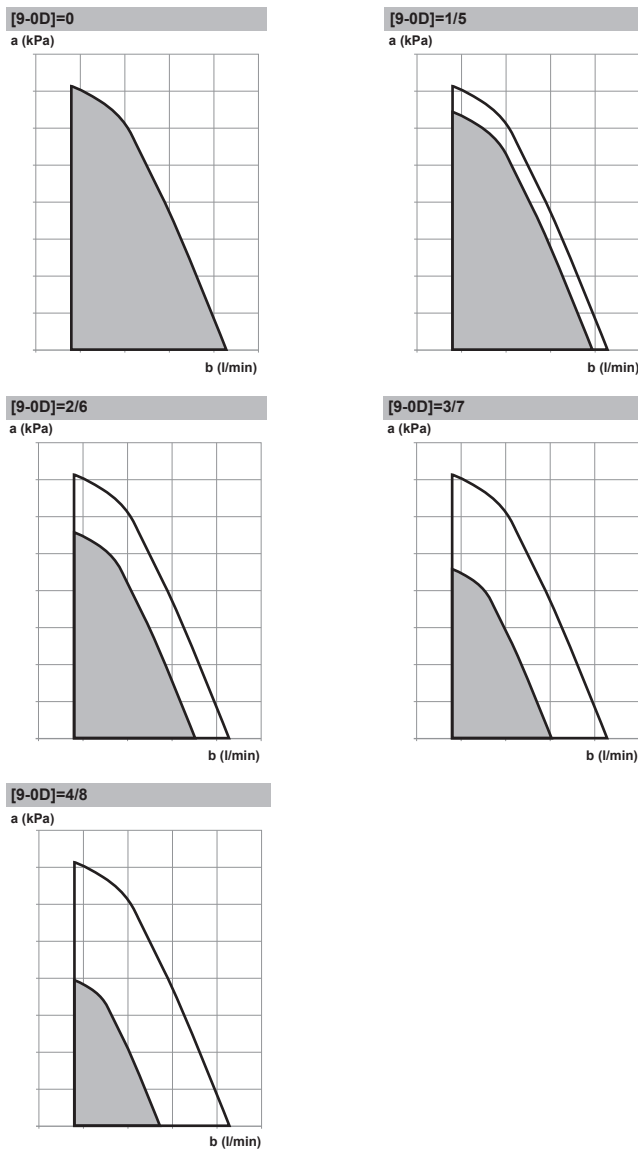 [9-0D]=0
a (kPa)
b (l/min)
[9-0D]=1/5
a (kPa)
b (l/min)
[9-0D]=2/6
a (kPa)
b (l/min)
[9-0D]=3/7
a (kPa)
b (l/min)
[9-0D]=4/8
a (kPa)
b (l/min)